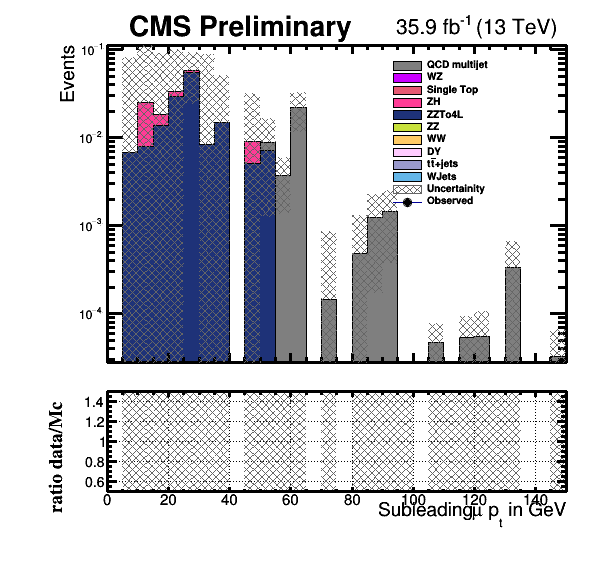 CMS Preliminary 35.9 fb⁻¹ (13 TeV)
Events
10⁻¹
10⁻²
10⁻³
10⁻⁴
QCD multijet
WZ
Single Top
ZH
ZZTo4L
ZZ
WW
DY
tt̄+jets
WJets
Uncertainity
Observed
ratio data/Mc
1.4
1.2
1
0.8
0.6
0 20 40 60 80 100 120 140
Subleadingμ pₜ in GeV